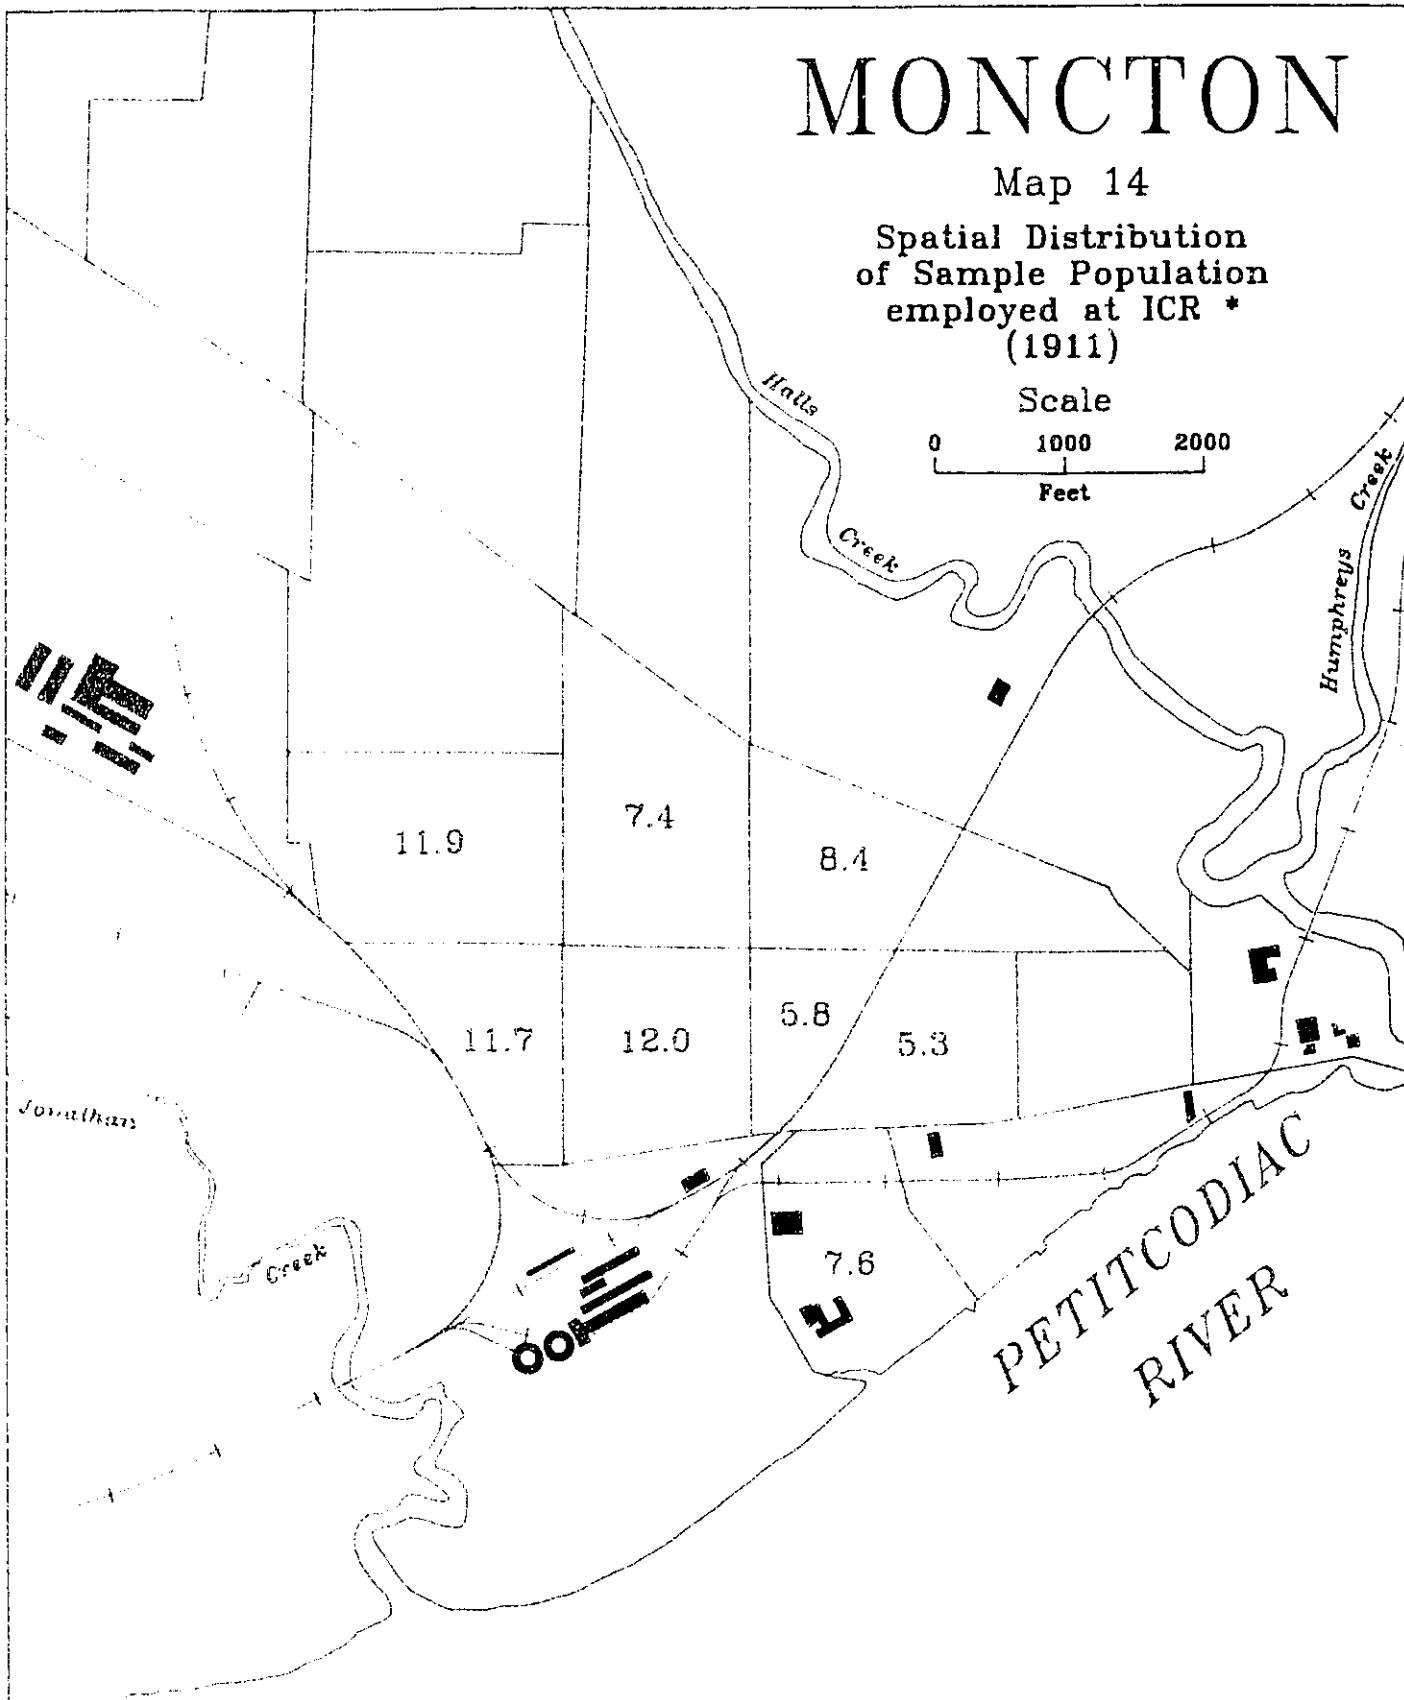 MONCTON
Map 14
Spatial Distribution
of Sample Population
employed at ICR *
(1911)
Scale
0 1000 2000
Feet
Halls
Creek
Creek
Humphreys
7.4
11.9
8.4
5.8
11.7
12.0
5.3
Jonathan
Creek
7.6
PETITCODIAC
RIVER